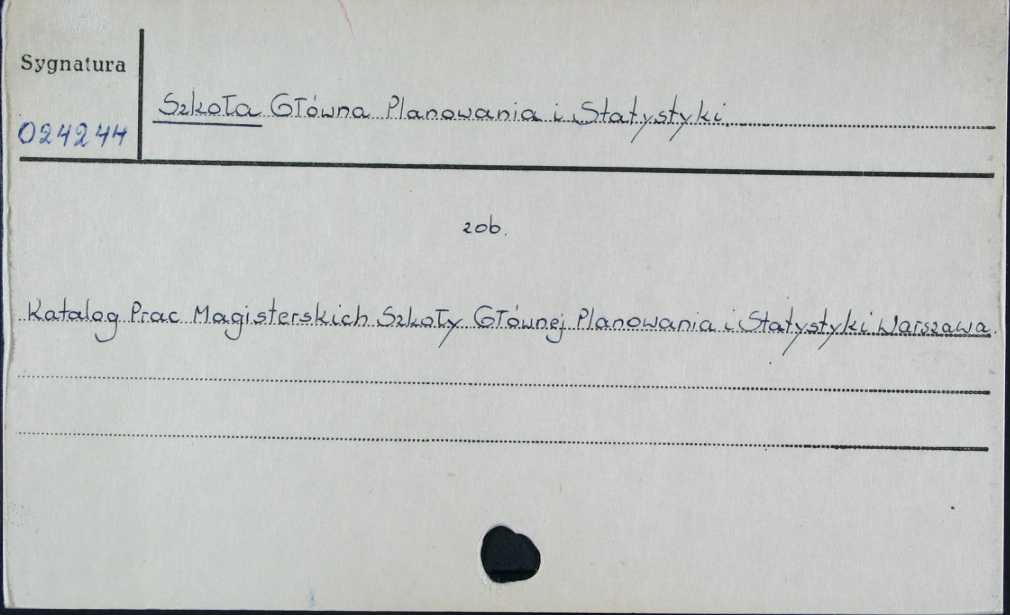 Sygnatura
Szkoła Główna Planowania i Statystyki.
024244
zob.
Katalog Prac Magisterskich Szkoły Głównej Planowania i Statystyki Warszawa.